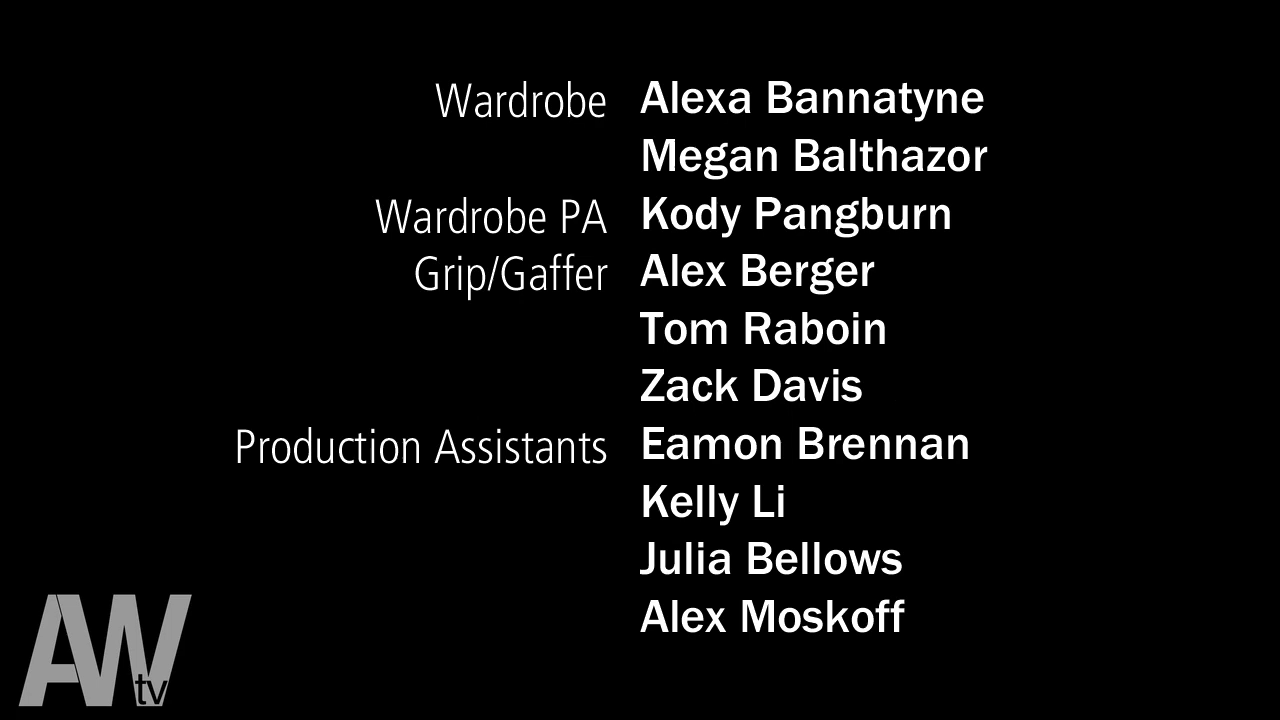 Wardrobe Alexa Bannatyne
Megan Balthazor
Wardrobe PA Kody Pangburn
Grip/Gaffer Alex Berger
Tom Raboin
Zack Davis
Production Assistants Eamon Brennan
Kelly Li
Julia Bellows
Alex Moskoff
AW tv